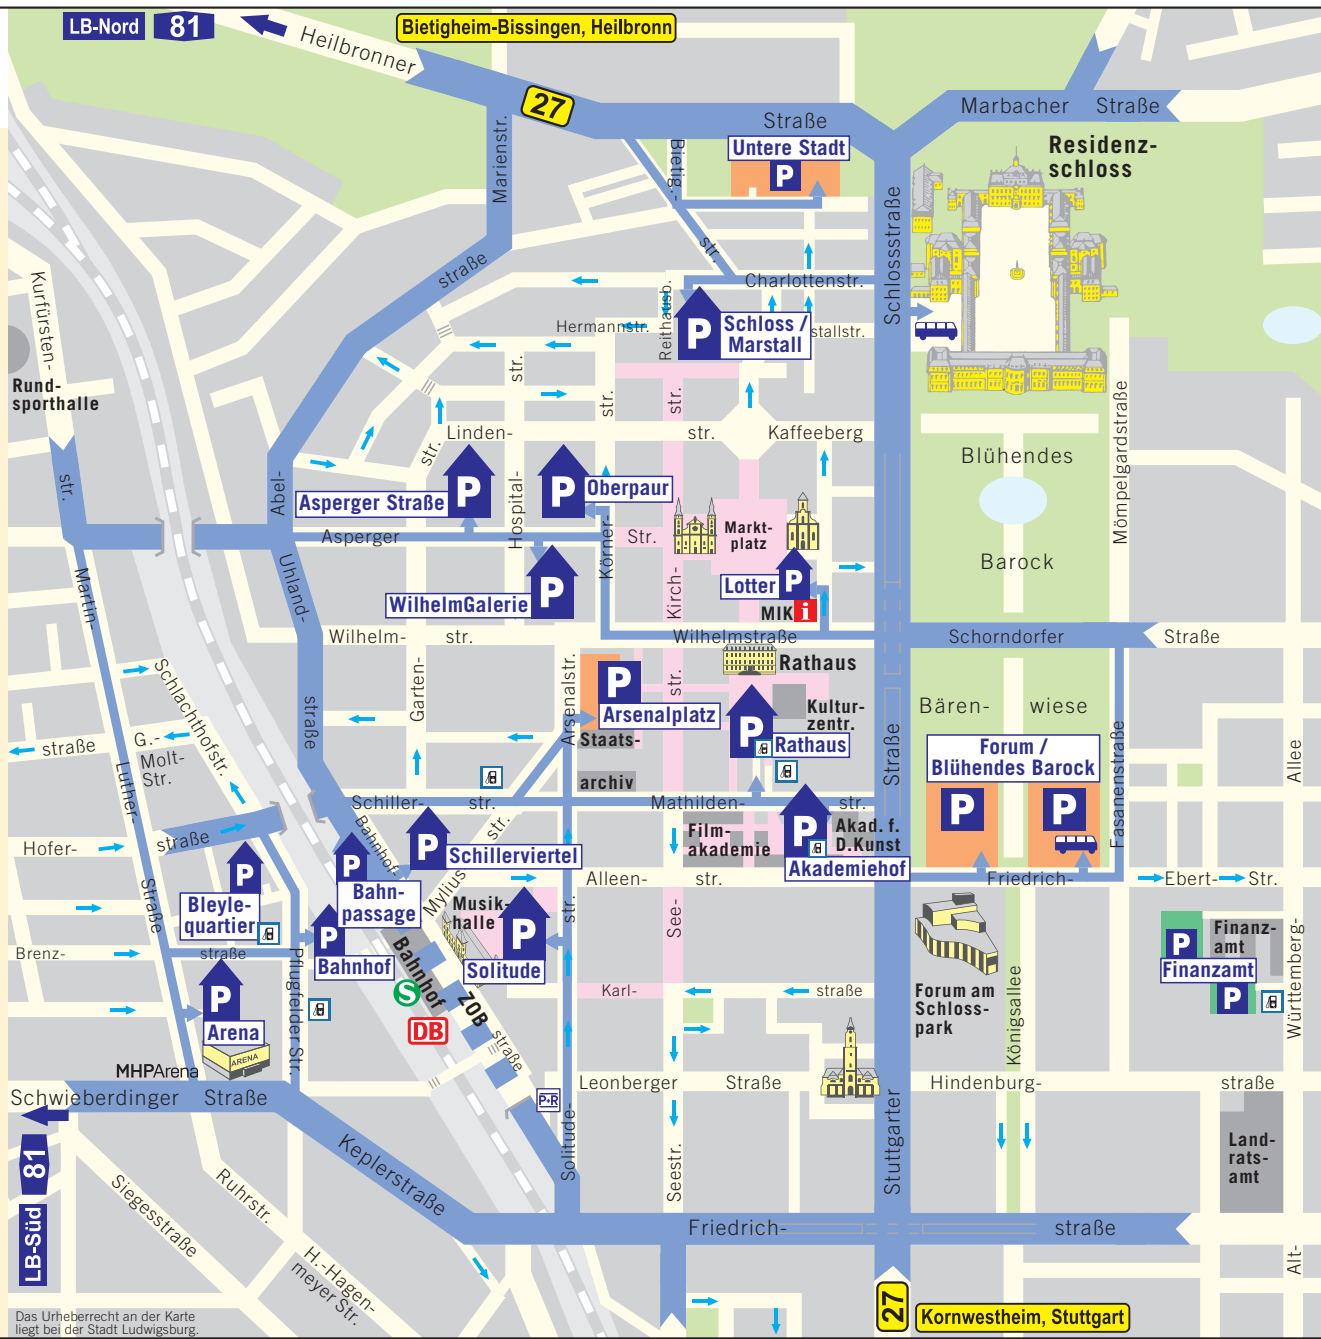 LB-Nord 81
Bietigheim-Bissingen, Heilbronn
Heilbronner
27
Straße
Marbacher Straße
Untere Stadt
P
Residenz-
schloss
Marienstr.
Bietig.-
str.
Schlossstraße
straße
Charlottenstr.
Kurfürsten-
str.
Reithausb.
Hermannstr.
P
Schloss /
Marstall
stallstr.
Rund-
sporthalle
str.
str.
str.
Mömpelgardstraße
Linden-
str.
str.
Kaffeeberg
Blühendes
Barock
Abel-
Asperger Straße
P
Hospital-
P
Oberpaur
Asperger
Str.
Körner-
Markt-
platz
Kirch-
Lotter
P
MIK i
Uhland-
straße
WilhelmGalerie
P
Martin-
Luther-
Straße
Wilhelm-
str.
Wilhelmstraße
Schorndorfer
Straße
Schlachthofstr.
Garten-
Arsenalstr.
str.
Rathaus
P
Arsenalplatz
Kultur-
zentr.
P
Rathaus
Bären-
wiese
straße
G.-
Molt-
Str.
Staats-
archiv
Straße
Forum /
Blühendes Barock
P
P
Fasanenstraße
Allee
Schiller-
str.
Mathilden-
str.
Hofer-
straße
Bahnhof-
str.
Mylius
P
Schillerviertel
Film-
akademie
P
Akad. f.
D.Kunst
Akademiehof
P
Bahn-
passage
P
Bleyle-
quartier
Alleen-
str.
Friedrich-
Ebert-
Str.
Musik-
halle
P
Solitude
str.
See-
P
Bahnhof
Brenz-
straße
Bahnhof
S
DB
ZOB
straße
P
Finanz-
amt
Finanzamt
P
Württemberg-
P
Arena
ARENA
MHPArena
Pflugfelder Str.
Karl-
straße
Forum am
Schloss-
park
Königsallee
Leonberger
Straße
Hindenburg-
straße
Schwieberdinger Straße
P+R
Solitude-
Seestr.
Stuttgarter
Land-
rats-
amt
81
LB-Süd
Keplerstraße
Siegesstraße
Ruhrstr.
H.-Hagen-
meyer Str.
Friedrich-
straße
Alt-
27
Kornwestheim, Stuttgart
Das Urheberrecht an der Karte
liegt bei der Stadt Ludwigsburg.